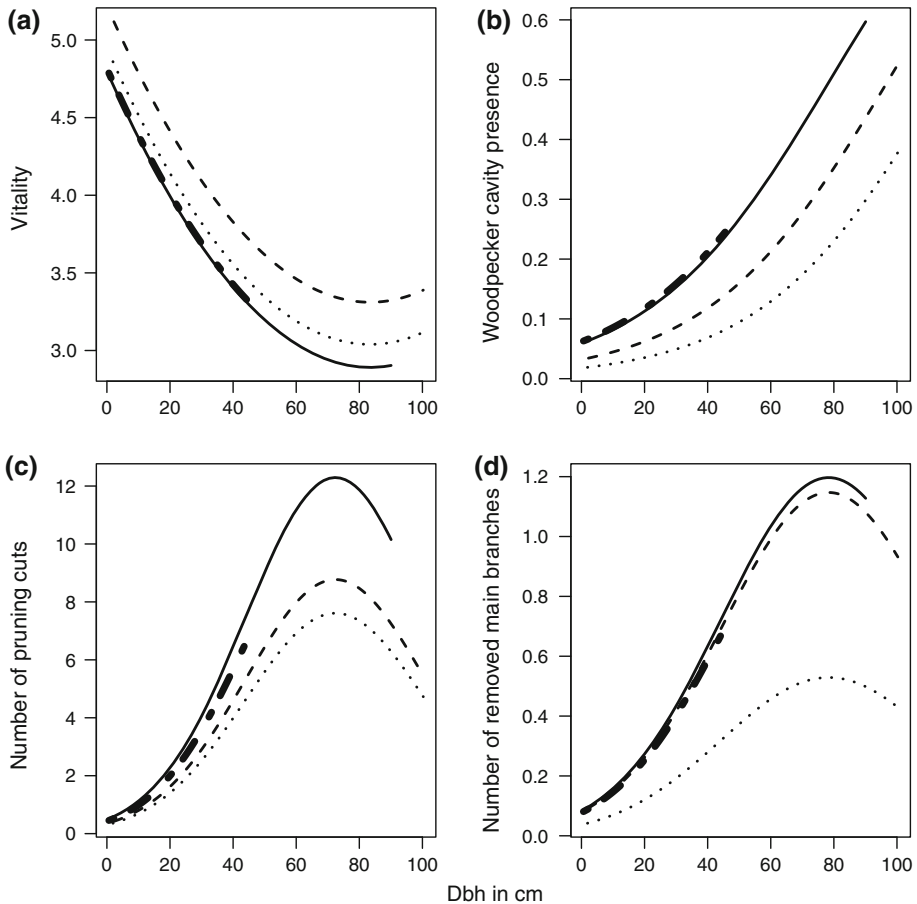 (a)
Vitality
5.0
4.5
4.0
3.5
3.0
0 20 40 60 80 100
(b)
Woodpecker cavity presence
0.6
0.5
0.4
0.3
0.2
0.1
0.0
0 20 40 60 80 100
(c)
Number of pruning cuts
12
10
8
6
4
2
0
0 20 40 60 80 100
(d)
Number of removed main branches
1.2
1.0
0.8
0.6
0.4
0.2
0.0
0 20 40 60 80 100
Dbh in cm